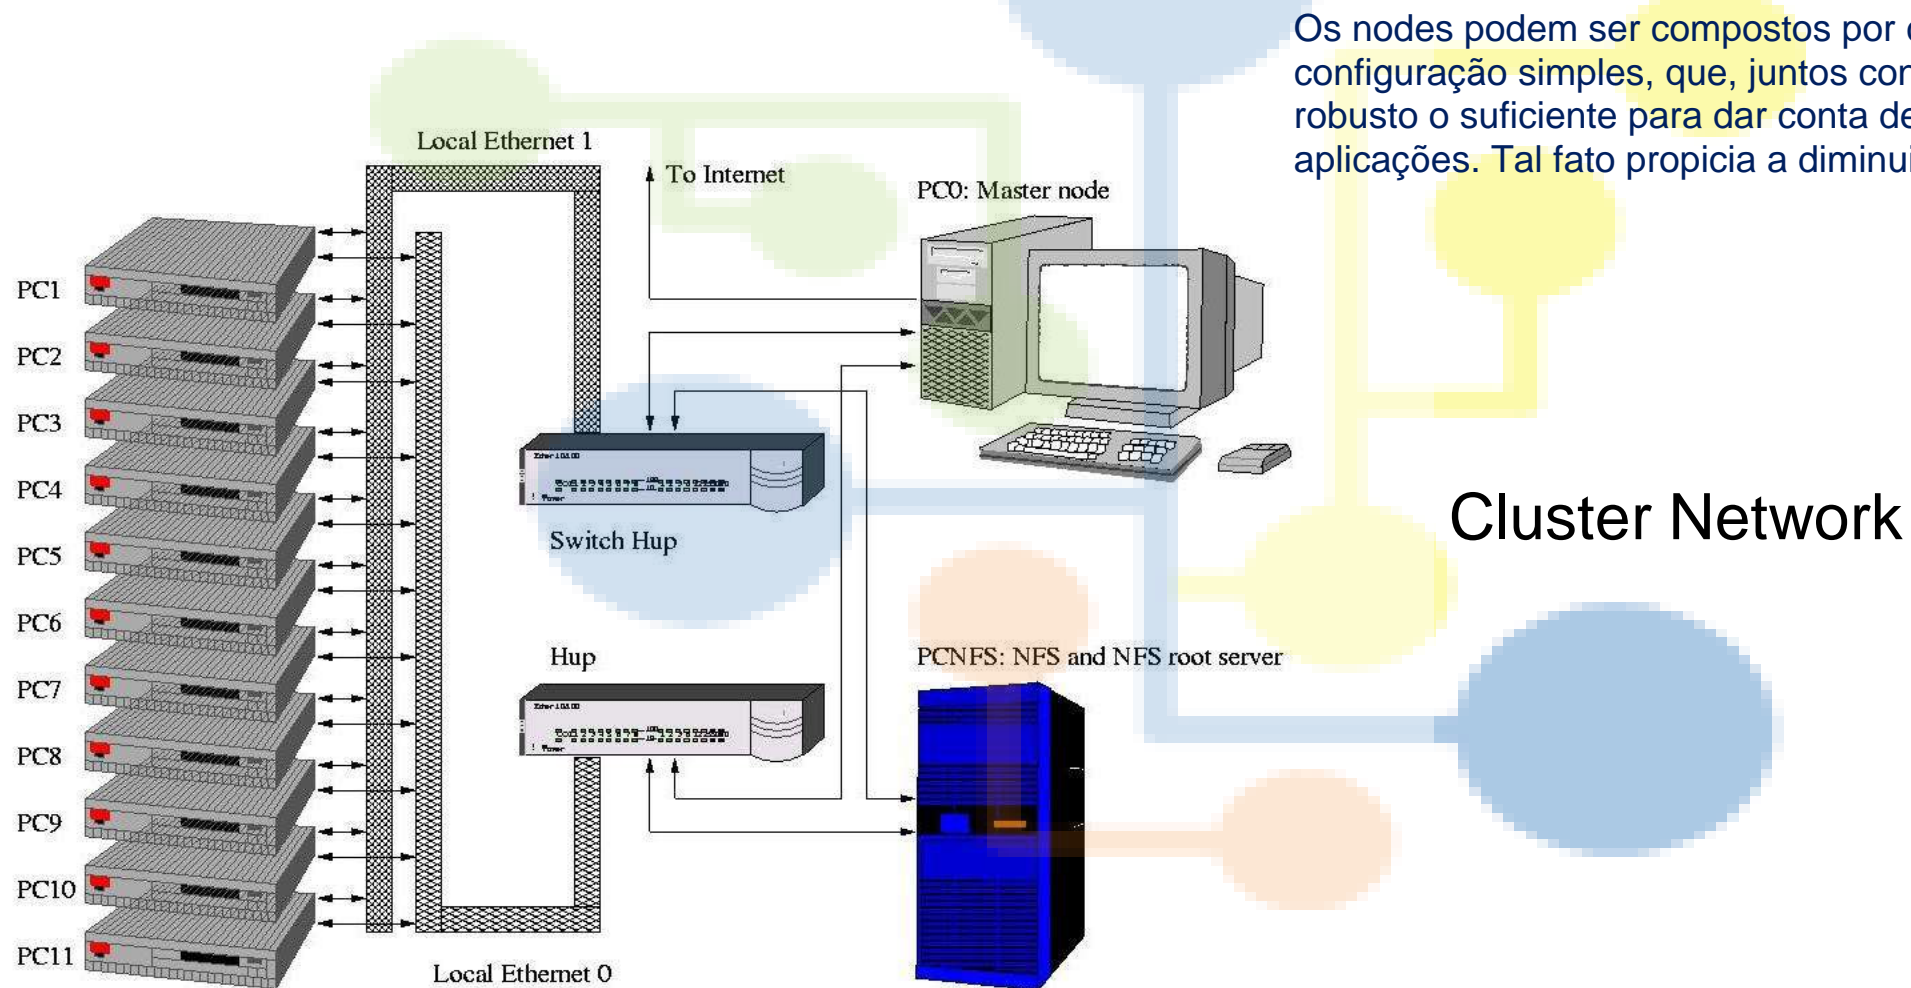 Os nodes podem ser compostos por
configuração simples, que, juntos
robusto o suficiente para dar conta de
aplicações. Tal fato propicia a
Local Ethernet 1
To Internet
PC0: Master node
PC1
PC2
PC3
PC4
PC5
PC6
PC7
PC8
PC9
PC10
PC11
Switch Hup
Cluster Network
Hup
PCNFS: NFS and NFS root server
Local Ethernet 0